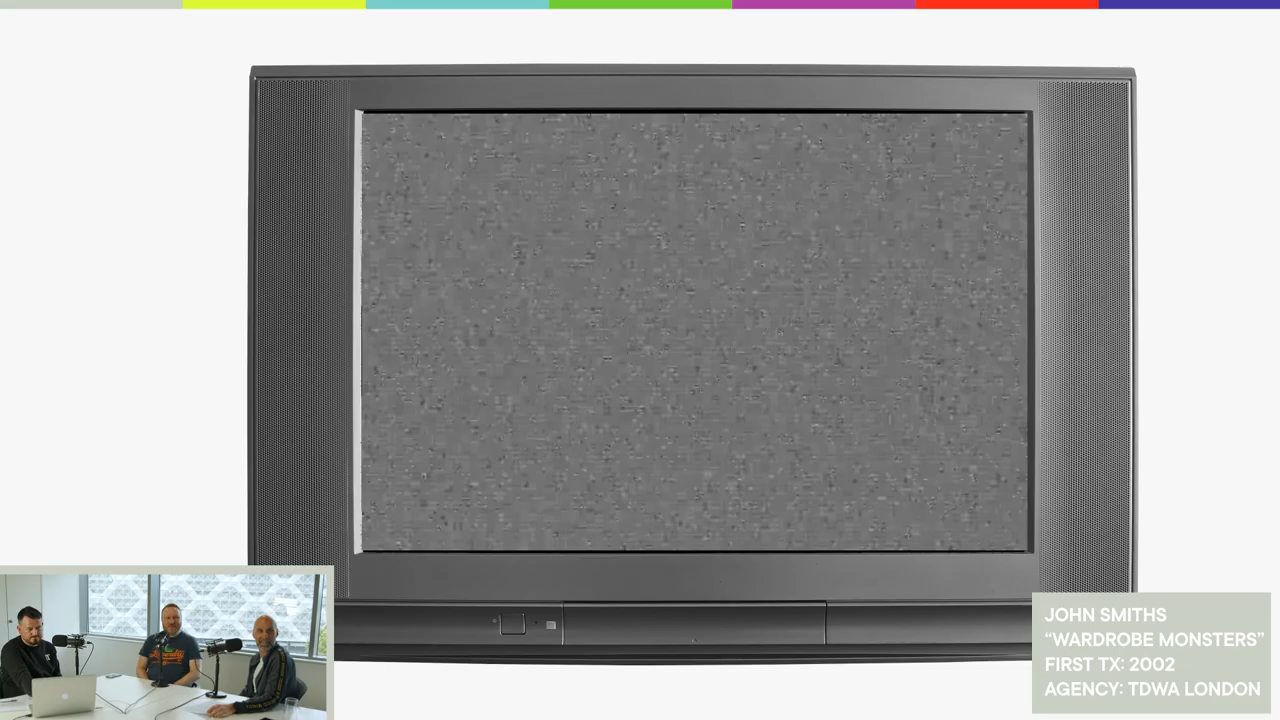 JOHN SMITHS
“WARDROBE MONSTERS”
FIRST TX: 2002
AGENCY: TDWA LONDON